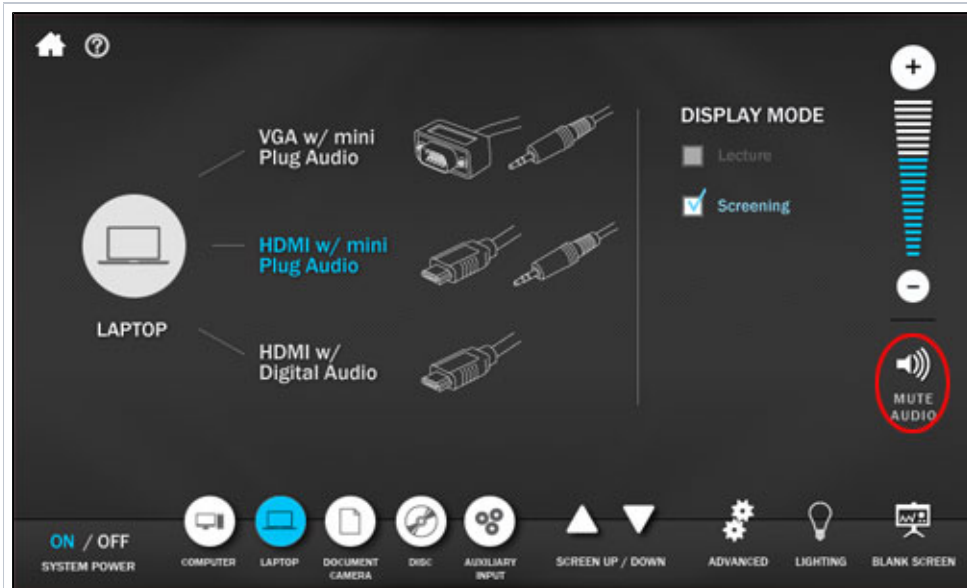 DISPLAY MODE
VGA w/ mini
Plug Audio
Lecture
Screening
HDMI w/ mini
Plug Audio
LAPTOP
HDMI w/
Digital Audio
MUTE
AUDIO
ON / OFF
SYSTEM POWER
COMPUTER
LAPTOP
DOCUMENT
CAMERA
DISC
AUXILIARY
INPUT
SCREEN UP / DOWN
ADVANCED
LIGHTING
BLANK SCREEN